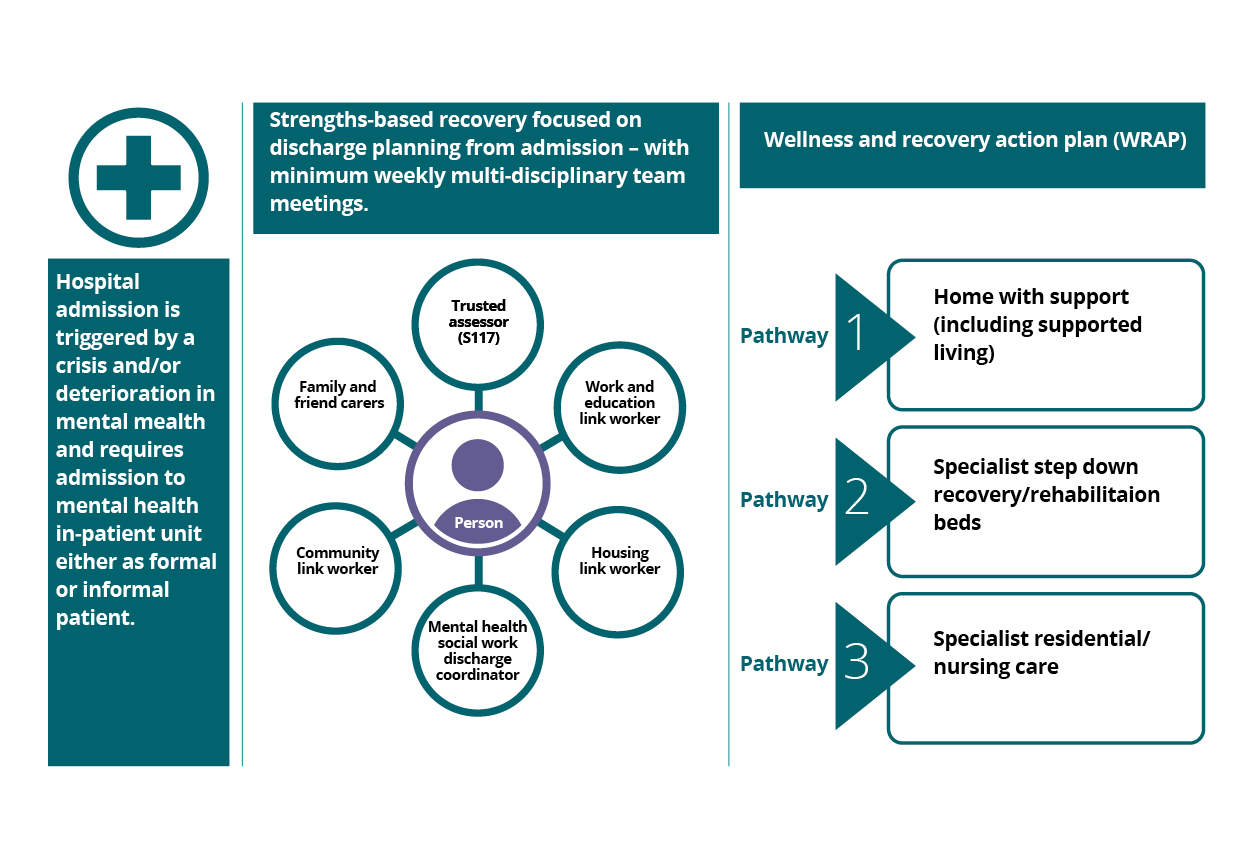 Hospital
admission is
triggered by a
crisis and/or
deterioration in
mental mealth
and requires
admission to
mental health
in-patient unit
either as formal
or informal
patient.
Strengths-based recovery focused on
discharge planning from admission – with
minimum weekly multi-disciplinary team
meetings.
Trusted
assessor
(S117)
Family and
friend carers
Work and
education
link worker
Person
Community
link worker
Housing
link worker
Mental health
social work
discharge
coordinator
Wellness and recovery action plan (WRAP)
Pathway 1
Home with support
(including supported
living)
Pathway 2
Specialist step down
recovery/rehabilitaion
beds
Pathway 3
Specialist residential/
nursing care